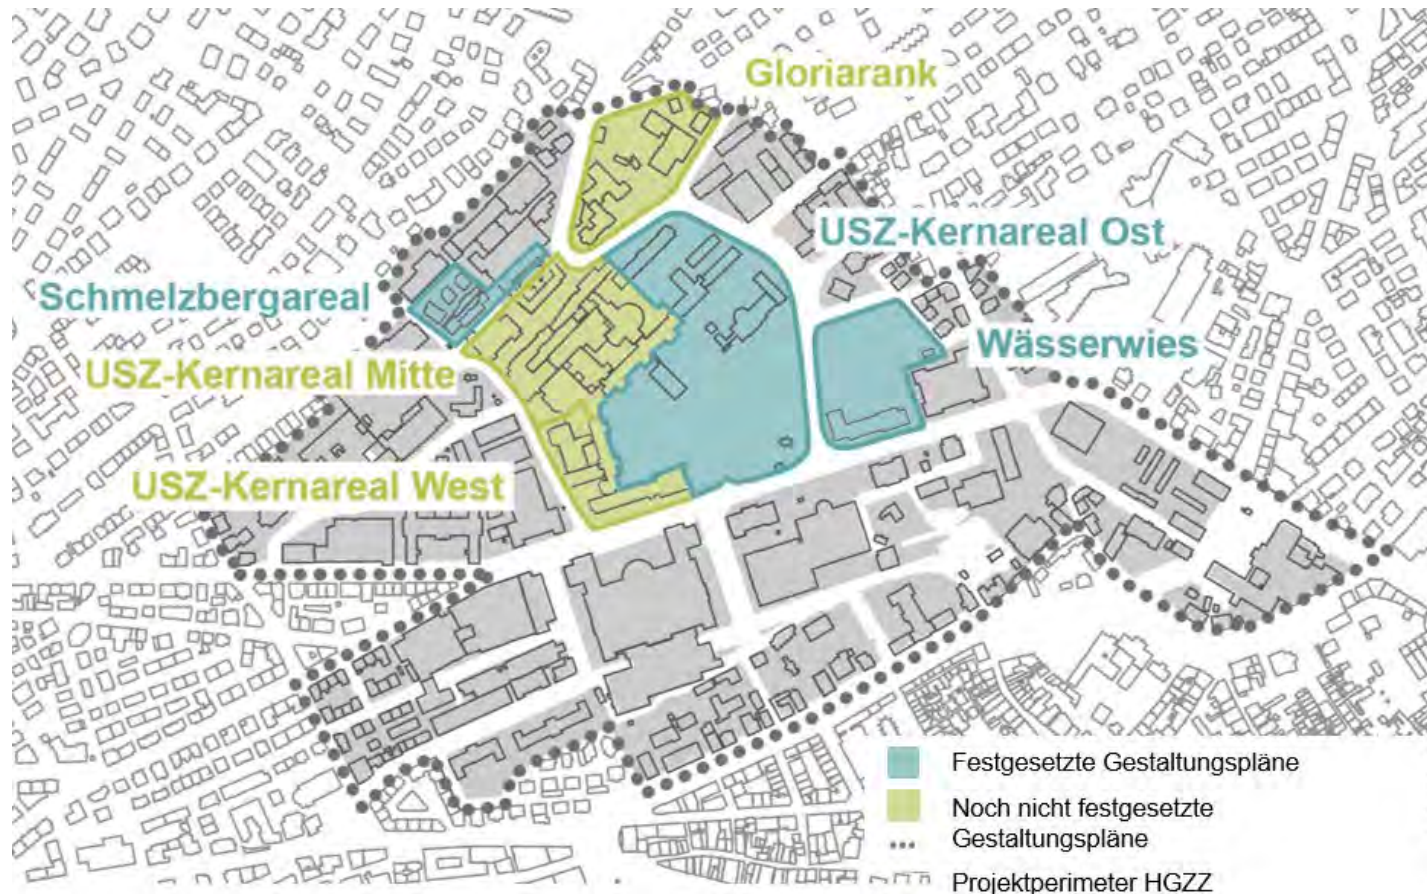 Gloriarank
USZ-Kernareal Ost
Schmelzbergareal
Wässerwies
USZ-Kernareal Mitte
USZ-Kernareal West
Festgesetzte Gestaltungspläne
Noch nicht festgesetzte
Gestaltungspläne
Projektperimeter HGZZ